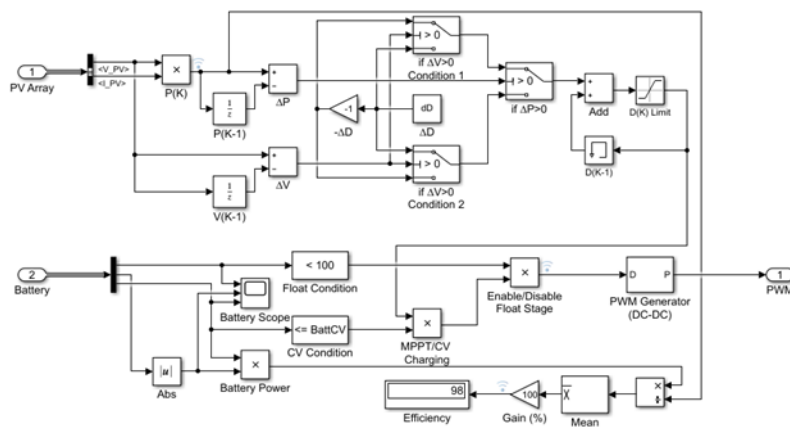 1
PV Array
<V_PV>
<I_PV>
×
P(K)
1
z
P(K-1)
+
−
ΔP
-1
-ΔD
dD
ΔD
> 0
if ΔV>0
Condition 1
> 0
if ΔP>0
+
+
Add
D(K) Limit
D(K-1)
+
−
ΔV
1
z
V(K-1)
> 0
if ΔV>0
Condition 2
2
Battery
< 100
Float Condition
Battery Scope
<= BattCV
CV Condition
×
MPPT/CV
Charging
×
Enable/Disable
Float Stage
D P
PWM Generator
(DC-DC)
1
PWM
|u|
Abs
×
Battery Power
98
Efficiency
100
Gain (%)
X
Mean
×
÷